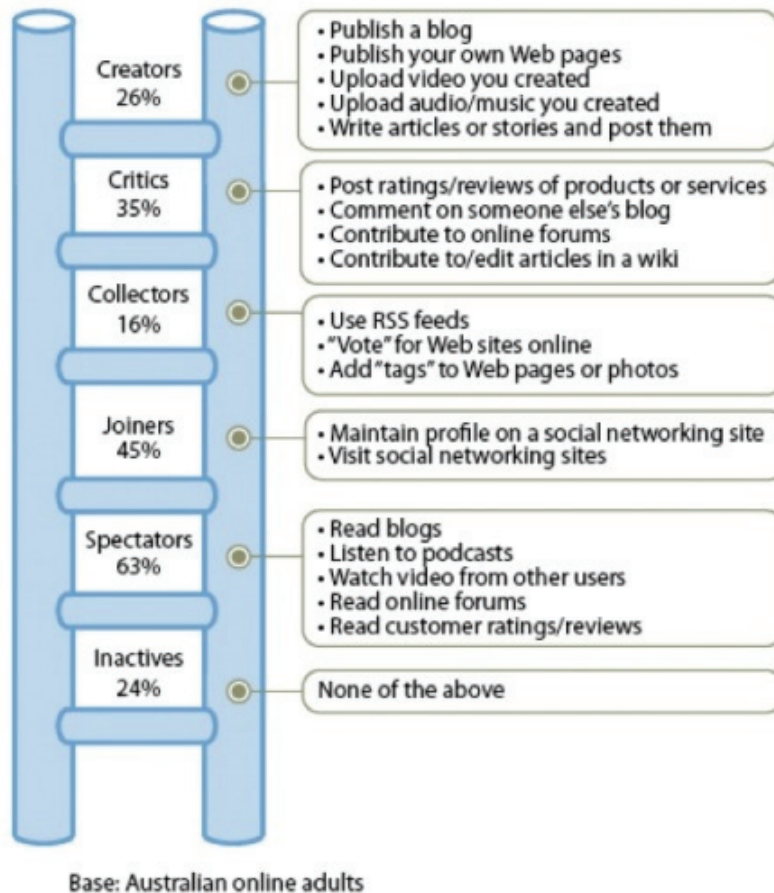 Creators
26%
• Publish a blog
• Publish your own Web pages
• Upload video you created
• Upload audio/music you created
• Write articles or stories and post them
Critics
35%
• Post ratings/reviews of products or services
• Comment on someone else's blog
• Contribute to online forums
• Contribute to/edit articles in a wiki
Collectors
16%
• Use RSS feeds
• "Vote" for Web sites online
• Add "tags" to Web pages or photos
Joiners
45%
• Maintain profile on a social networking site
• Visit social networking sites
Spectators
63%
• Read blogs
• Listen to podcasts
• Watch video from other users
• Read online forums
• Read customer ratings/reviews
Inactives
24%
None of the above
Base: Australian online adults